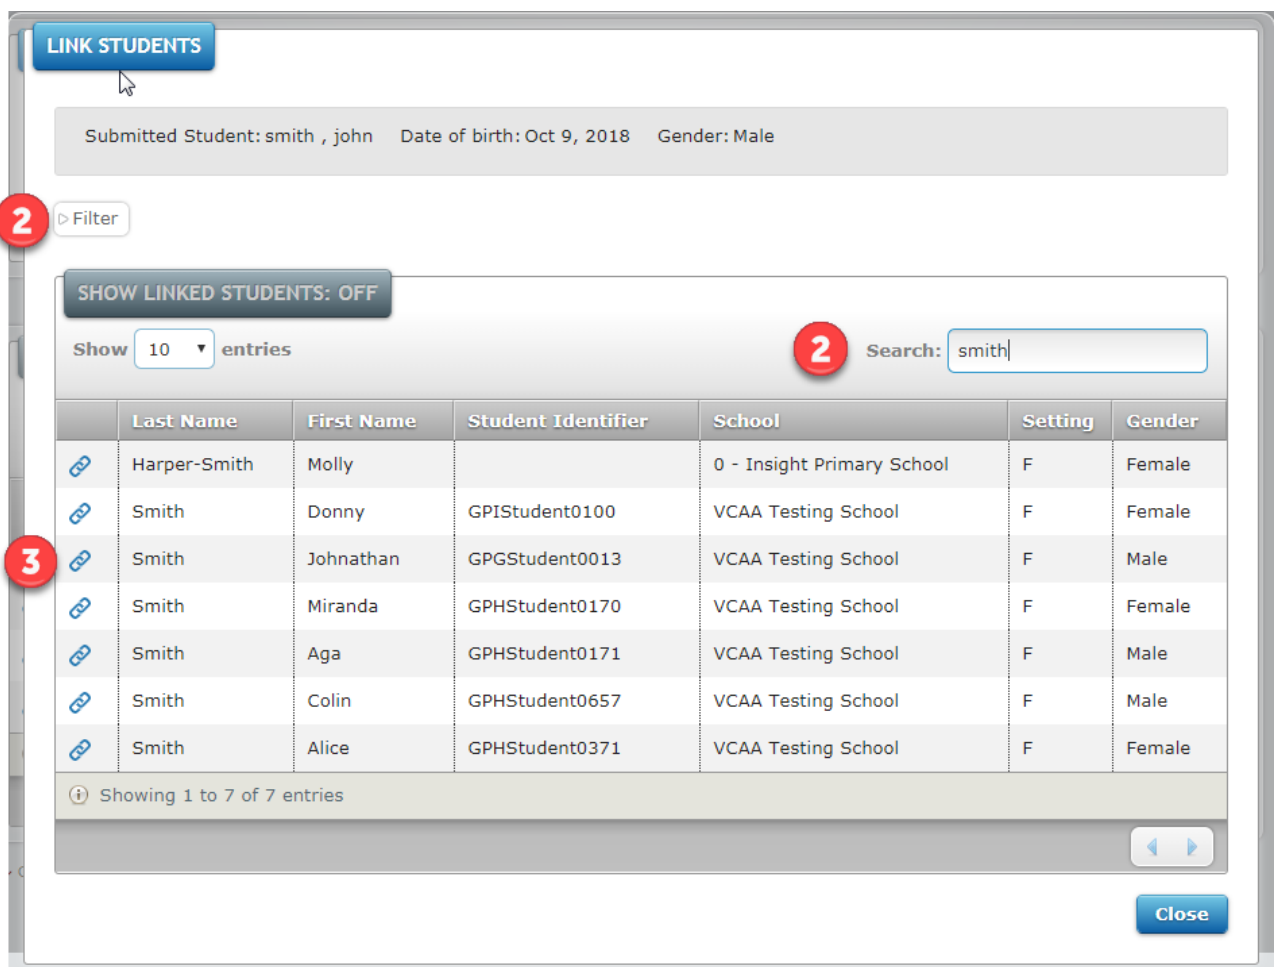 LINK STUDENTS
Submitted Student: smith , john Date of birth: Oct 9, 2018 Gender: Male
2 Filter
SHOW LINKED STUDENTS: OFF
Show 10 entries 2 Search: smith
Last Name First Name Student Identifier School Setting Gender
Harper-Smith Molly 0 - Insight Primary School F Female
Smith Donny GPIStudent0100 VCAA Testing School F Female
3 Smith Johnathan GPGStudent0013 VCAA Testing School F Male
Smith Miranda GPHStudent0170 VCAA Testing School F Female
Smith Aga GPHStudent0171 VCAA Testing School F Male
Smith Colin GPHStudent0657 VCAA Testing School F Male
Smith Alice GPHStudent0371 VCAA Testing School F Female
Showing 1 to 7 of 7 entries
Close